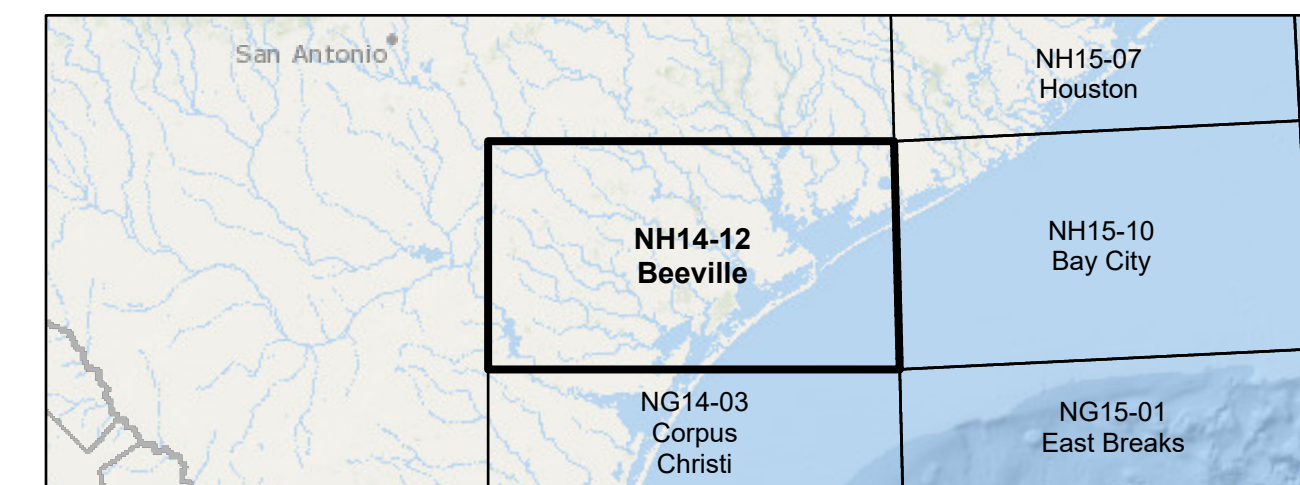 San Antonio
NH15-07
Houston
NH14-12
Beeville
NH15-10
Bay City
NG14-03
Corpus
Christi
NG15-01
East Breaks